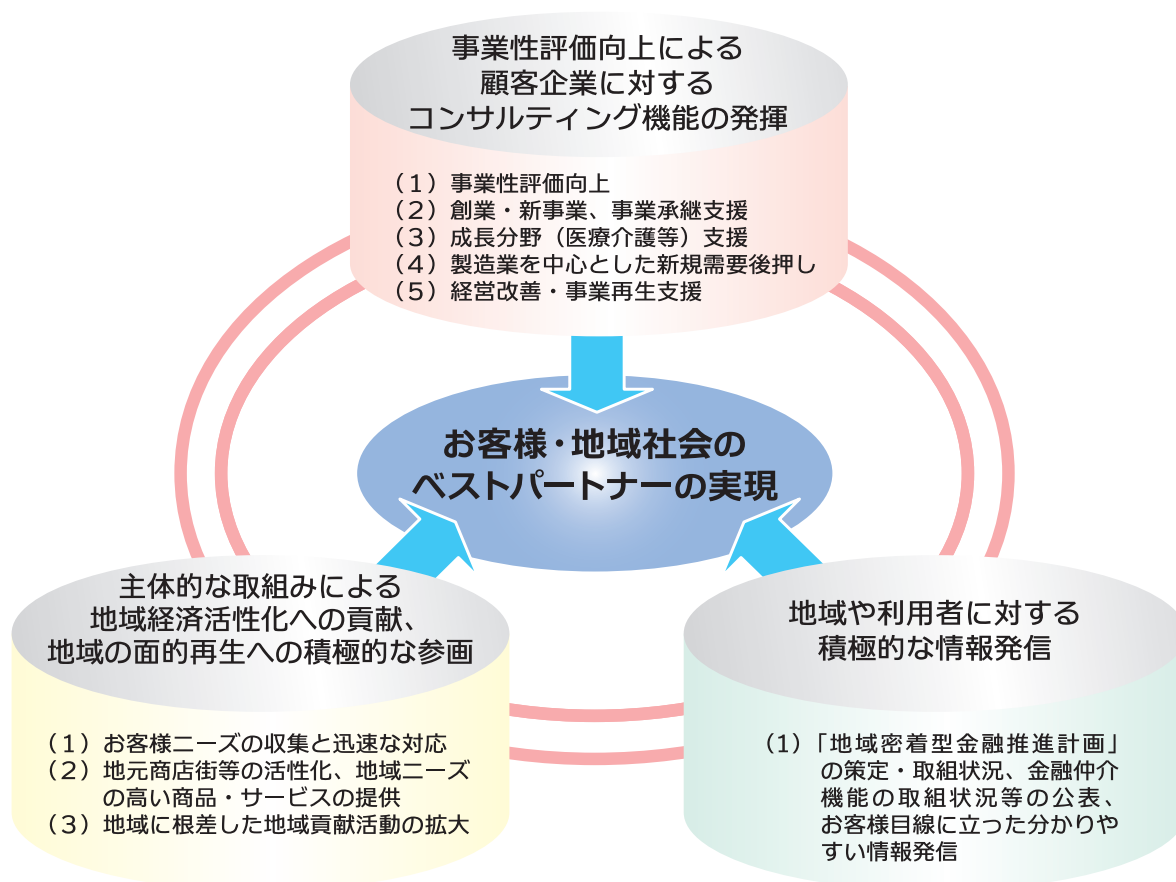 事業性評価向上による
顧客企業に対する
コンサルティング機能の発揮
（１）事業性評価向上
（２）創業・新事業、事業承継支援
（３）成長分野（医療介護等）支援
（４）製造業を中心とした新規需要後押し
（５）経営改善・事業再生支援
お客様・地域社会の
ベストパートナーの実現
主体的な取組みによる
地域経済活性化への貢献、
地域の面的再生への積極的な参画
（１）お客様ニーズの収集と迅速な対応
（２）地元商店街等の活性化、地域ニーズ
の高い商品・サービスの提供
（３）地域に根差した地域貢献活動の拡大
地域や利用者に対する
積極的な情報発信
（１）「地域密着型金融推進計画」
の策定・取組状況、金融仲介
機能の取組状況等の公表、
お客様目線に立った分かりや
すい情報発信